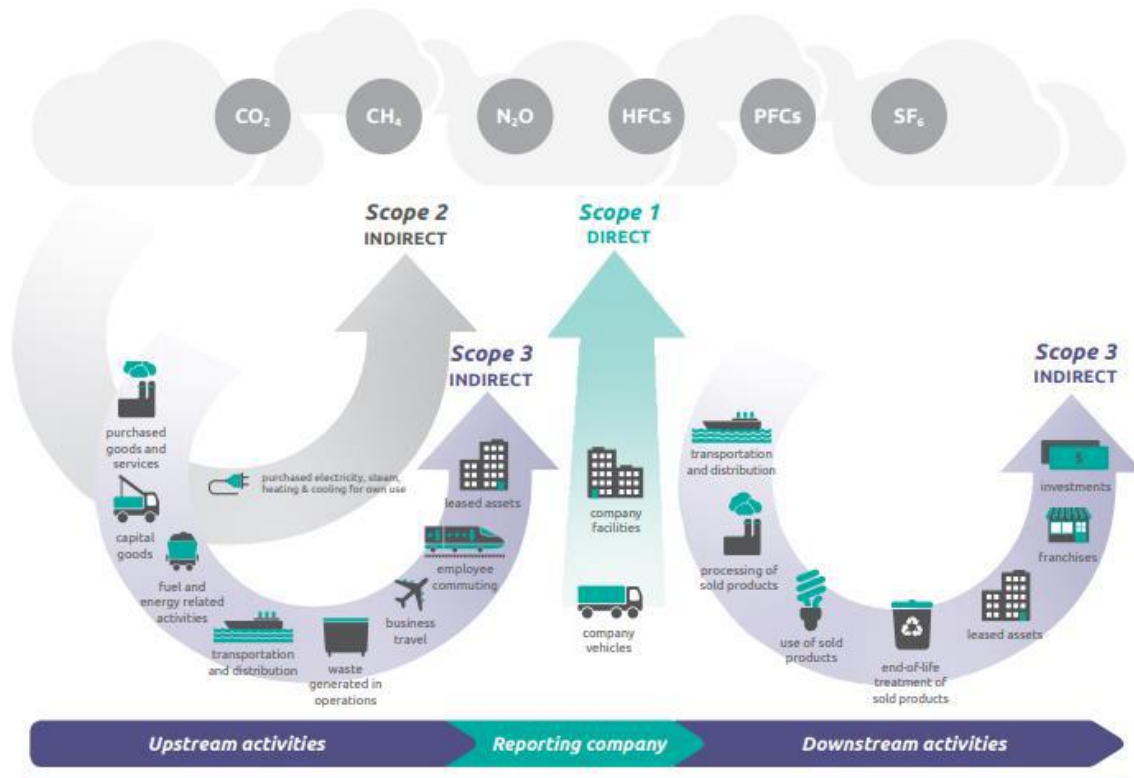 CO₂
CH₄
N₂O
HFCs
PFCs
SF₆
Scope 2
INDIRECT
Scope 1
DIRECT
Scope 3
INDIRECT
Scope 3
INDIRECT
purchased
goods and
services
capital
goods
fuel and
energy related
activities
transportation
and distribution
waste
generated in
operations
business
travel
employee
commuting
leased assets
purchased electricity, steam,
heating & cooling for own use
company
facilities
company
vehicles
transportation
and distribution
processing of
sold products
use of sold
products
end-of-life
treatment of
sold products
leased assets
franchises
$
investments
Upstream activities
Reporting company
Downstream activities